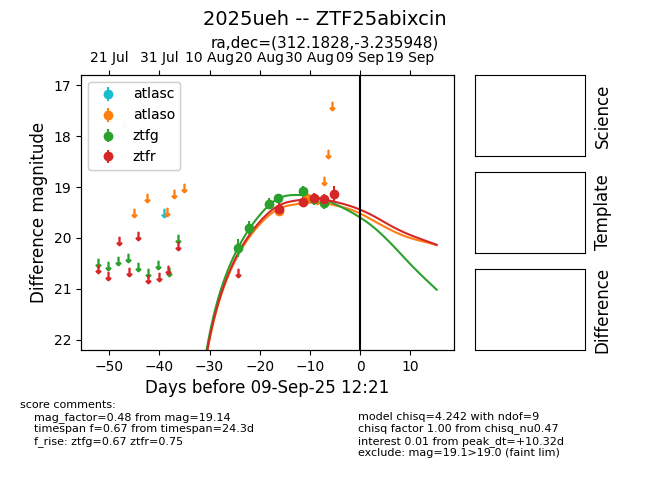 2025ueh -- ZTF25abixcin
ra,dec=(312.1828,-3.235948)
21 Jul 31 Jul 10 Aug 20 Aug 30 Aug 09 Sep 19 Sep
atlasc
atlaso
ztfg
ztfr
17
18
19
20
21
22
Difference magnitude
−50 −40 −30 −20 −10 0 10
Days before 09-Sep-25 12:21
Science
Template
Difference
score comments:
mag_factor=0.48 from mag=19.14
timespan f=0.67 from timespan=24.3d
f_rise: ztfg=0.67 ztfr=0.75
model chisq=4.242 with ndof=9
chisq factor 1.00 from chisq_nu0.47
interest 0.01 from peak_dt=+10.32d
exclude: mag=19.1>19.0 (faint lim)